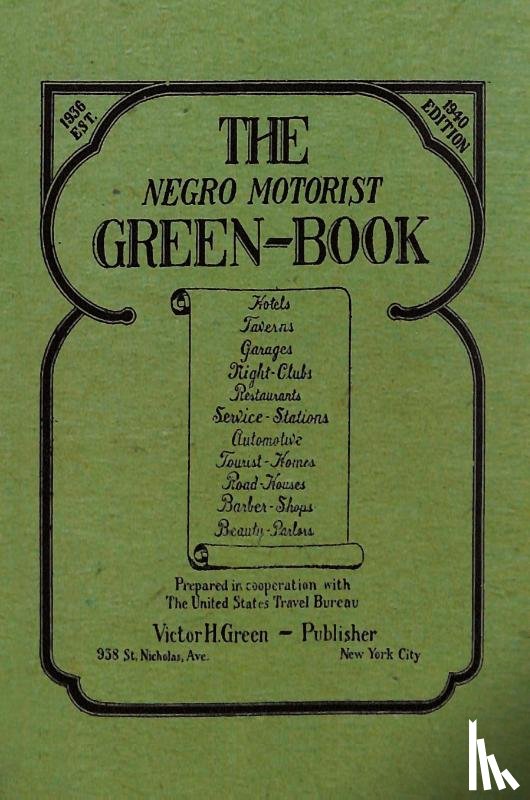 1936
EST.
1940
EDITION
THE
NEGRO MOTORIST
GREEN-BOOK
Hotels
Taverns
Garages
Night-Clubs
Restaurants
Service-Stations
Automotive
Tourist-Homes
Road-Houses
Barber-Shops
Beauty-Parlors
Prepared in cooperation with
The United States Travel Bureau
Victor H. Green — Publisher
938 St. Nicholas, Ave. New York City